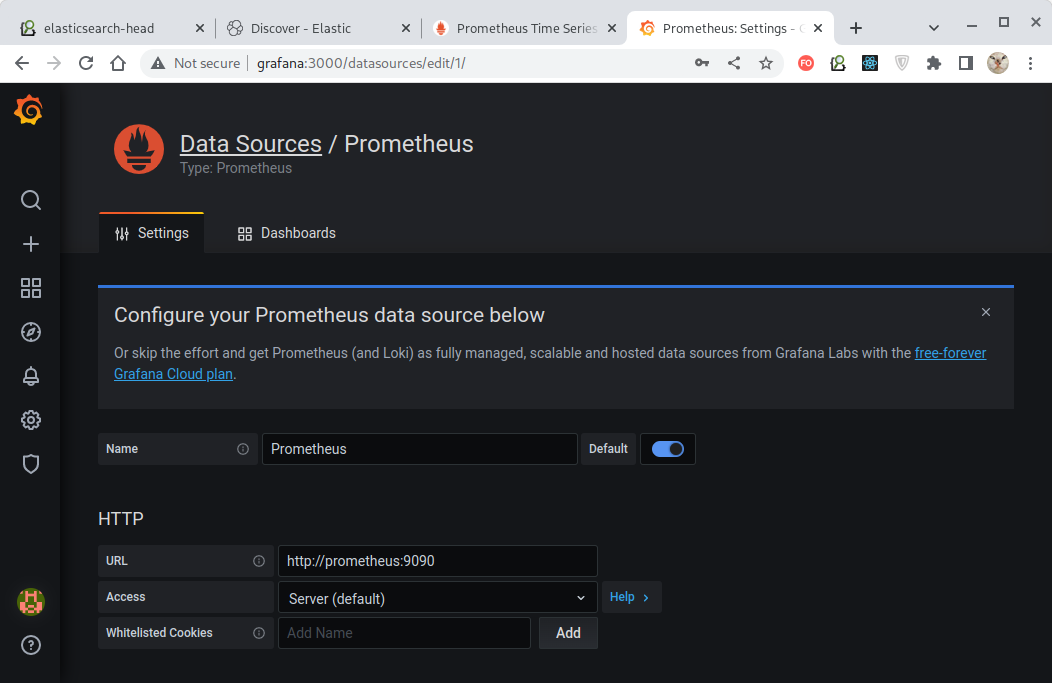 elasticsearch-head
Discover - Elastic
Prometheus Time Series
Prometheus: Settings -
Not secure
grafana:3000/datasources/edit/1/
FO
Data Sources / Prometheus
Type: Prometheus
Settings
Dashboards
Configure your Prometheus data source below
Or skip the effort and get Prometheus (and Loki) as fully managed, scalable and hosted data sources from Grafana Labs with the free-forever
Grafana Cloud plan.
Name
Prometheus
Default
HTTP
URL
http://prometheus:9090
Access
Server (default)
Help
Whitelisted Cookies
Add Name
Add